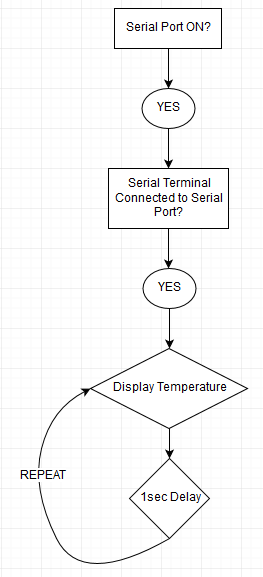 Serial Port ON?
YES
Serial Terminal
Connected to Serial
Port?
YES
Display Temperature
REPEAT
1sec Delay